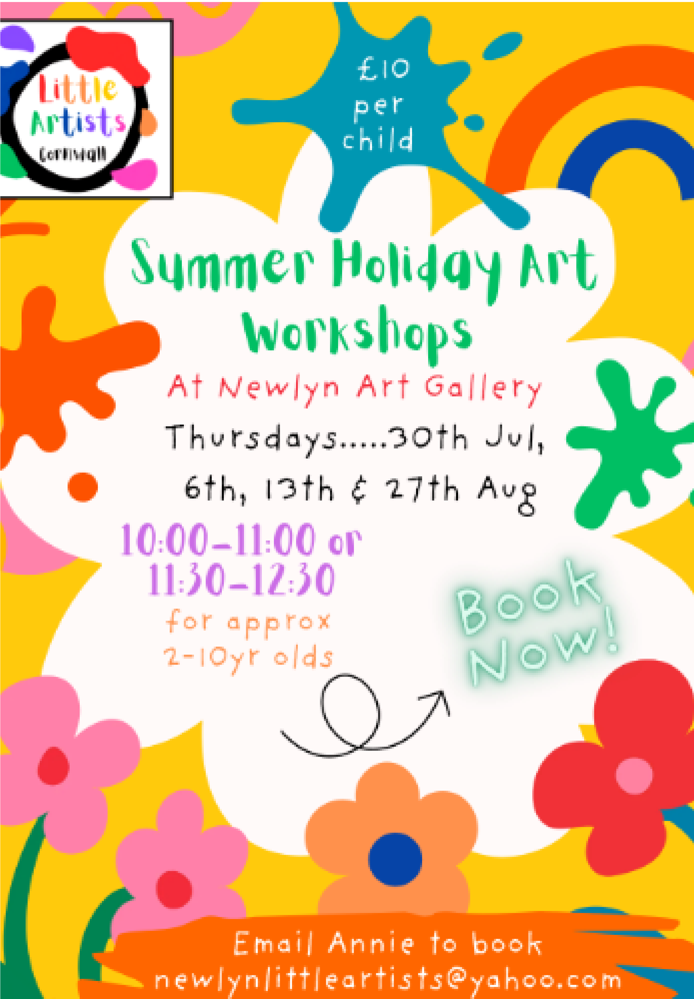 Little
Artists
Cornwall
£10
per
child
Summer Holiday Art
Workshops
At Newlyn Art Gallery
Thursdays.....30th Jul,
6th, 13th & 27th Aug
10:00-11:00 or
11:30-12:30
for approx
2-10yr olds
Book
Now!
Email Annie to book
newlynlittleartists@yahoo.com